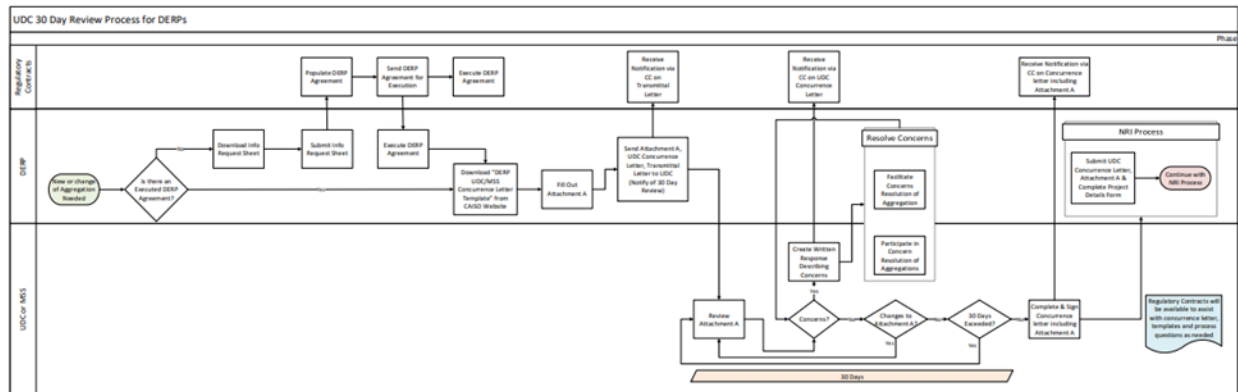 UDC 30 Day Review Process for DERPs
Phase
Regulatory
Contracts
Populate DERP
Agreement
Send DERP
Agreement for
Execution
Execute DERP
Agreement
Receive
Notification via
CC on
Transmittal
Letter
Receive
Notification via
CC on UDC
Concurrence
Letter
Receive Notification via
CC on Concurrence
letter including
Attachment A
DERP
New or change
of Aggregation
Needed
Is there an
Executed DERP
Agreement?
No
Yes
Download Info
Request Sheet
Submit Info
Request Sheet
Execute DERP
Agreement
Download "DERP
UDC/MSS
Concurrence Letter
Template" from
CAISO Website
Fill Out
Attachment A
Send Attachment A,
UDC Concurrence
Letter, Transmittal
Letter to UDC
(Notify of 30 Day
Review)
Resolve Concerns
Facilitate
Concerns
Resolution of
Aggregation
Participate in
Concern
Resolution of
Aggregations
NRI Process
Submit UDC
Concurrence Letter,
Attachment A &
Complete Project
Details Form
Continue with
NRI Process
UDC or MSS
Review
Attachment A
Create Written
Response
Describing
Concerns
Yes
Concerns?
No
Changes to
Attachment A?
No
Yes
30 Days
Exceeded?
No
Yes
Complete & Sign
Concurrence
letter including
Attachment A
Regulatory Contracts will
be available to assist
with concurrence letter,
templates and process
questions as needed
30 Days